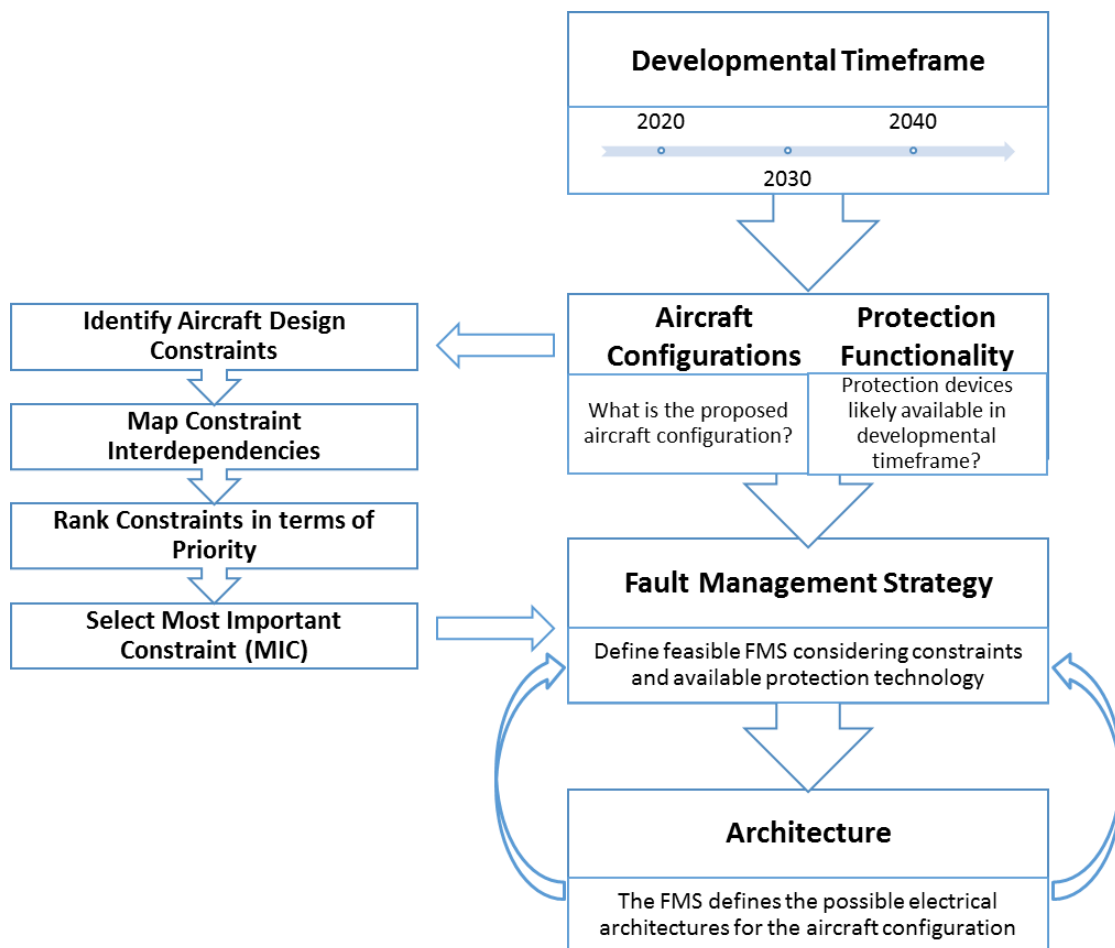 Developmental Timeframe
2020
2040
2030
Aircraft
Configurations
What is the proposed
aircraft configuration?
Protection
Functionality
Protection devices
likely available in
developmental
timeframe?
Identify Aircraft Design
Constraints
Map Constraint
Interdependencies
Rank Constraints in terms of
Priority
Select Most Important
Constraint (MIC)
Fault Management Strategy
Define feasible FMS considering constraints
and available protection technology
Architecture
The FMS defines the possible electrical
architectures for the aircraft configuration